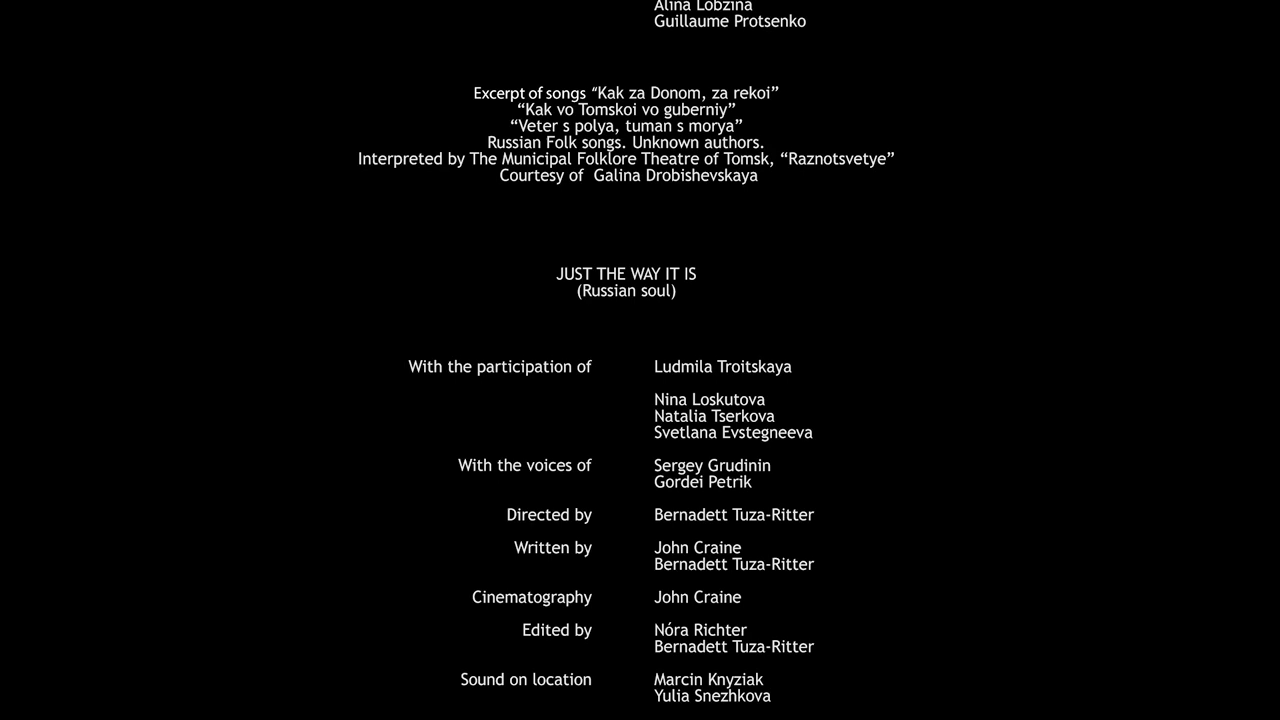 Alina Lobzina
Guillaume Protsenko
Excerpt of songs “Kak za Donom, za rekoi”
“Kak vo Tomskoi vo guberniy”
“Veter s polya, tuman s morya”
Russian Folk songs. Unknown authors.
Interpreted by The Municipal Folklore Theatre of Tomsk, “Raznotsvetye”
Courtesy of  Galina Drobishevskaya
JUST THE WAY IT IS
(Russian soul)
With the participation of Ludmila Troitskaya
Nina Loskutova
Natalia Tserkova
Svetlana Evstegneeva
With the voices of Sergey Grudinin
Gordei Petrik
Directed by Bernadett Tuza-Ritter
Written by John Craine
Bernadett Tuza-Ritter
Cinematography John Craine
Edited by Nóra Richter
Bernadett Tuza-Ritter
Sound on location Marcin Knyziak
Yulia Snezhkova